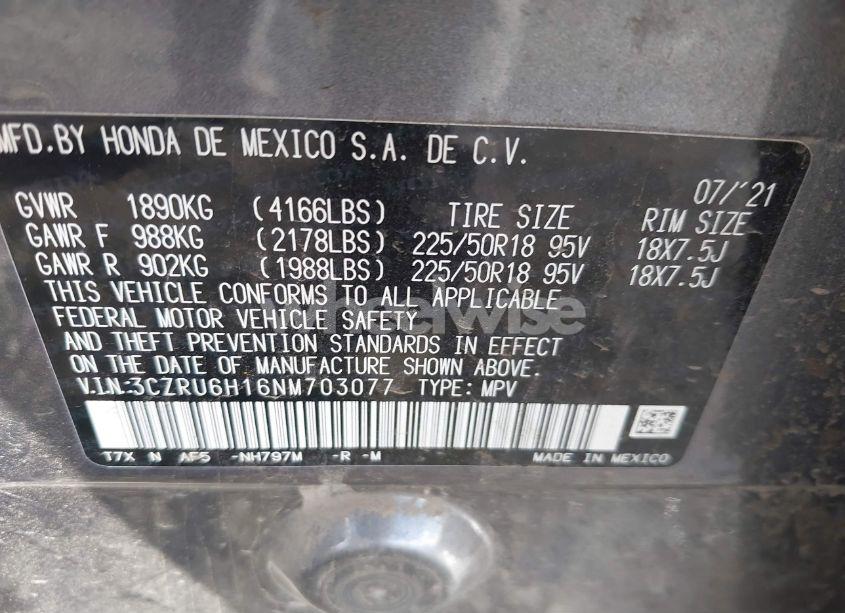 MFD.BY HONDA DE MEXICO S.A. DE C.V.
07/'21
GVWR 1890KG (4166LBS) TIRE SIZE RIM SIZE
GAWR F 988KG (2178LBS) 225/50R18 95V 18X7.5J
GAWR R 902KG (1988LBS) 225/50R18 95V 18X7.5J
THIS VEHICLE CONFORMS TO ALL APPLICABLE
FEDERAL MOTOR VEHICLE SAFETY
AND THEFT PREVENTION STANDARDS IN EFFECT
ON THE DATE OF MANUFACTURE SHOWN ABOVE.
V.I.N:3CZRU6H16NM703077 TYPE: MPV
T7X N AF5 -NH797M -R -M MADE IN MEXICO